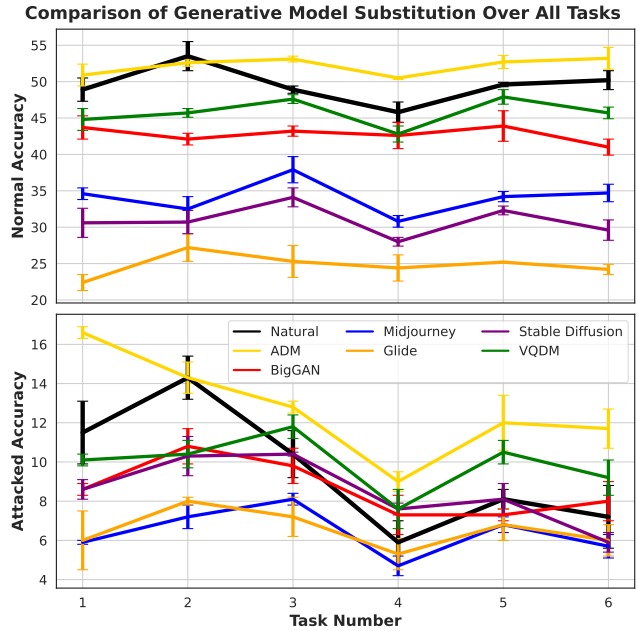 Comparison of Generative Model Substitution Over All Tasks
Normal Accuracy
55
50
45
40
35
30
25
20
Attacked Accuracy
16
14
12
10
8
6
4
Natural
ADM
BigGAN
Midjourney
Glide
Stable Diffusion
VQDM
1 2 3 4 5 6
Task Number